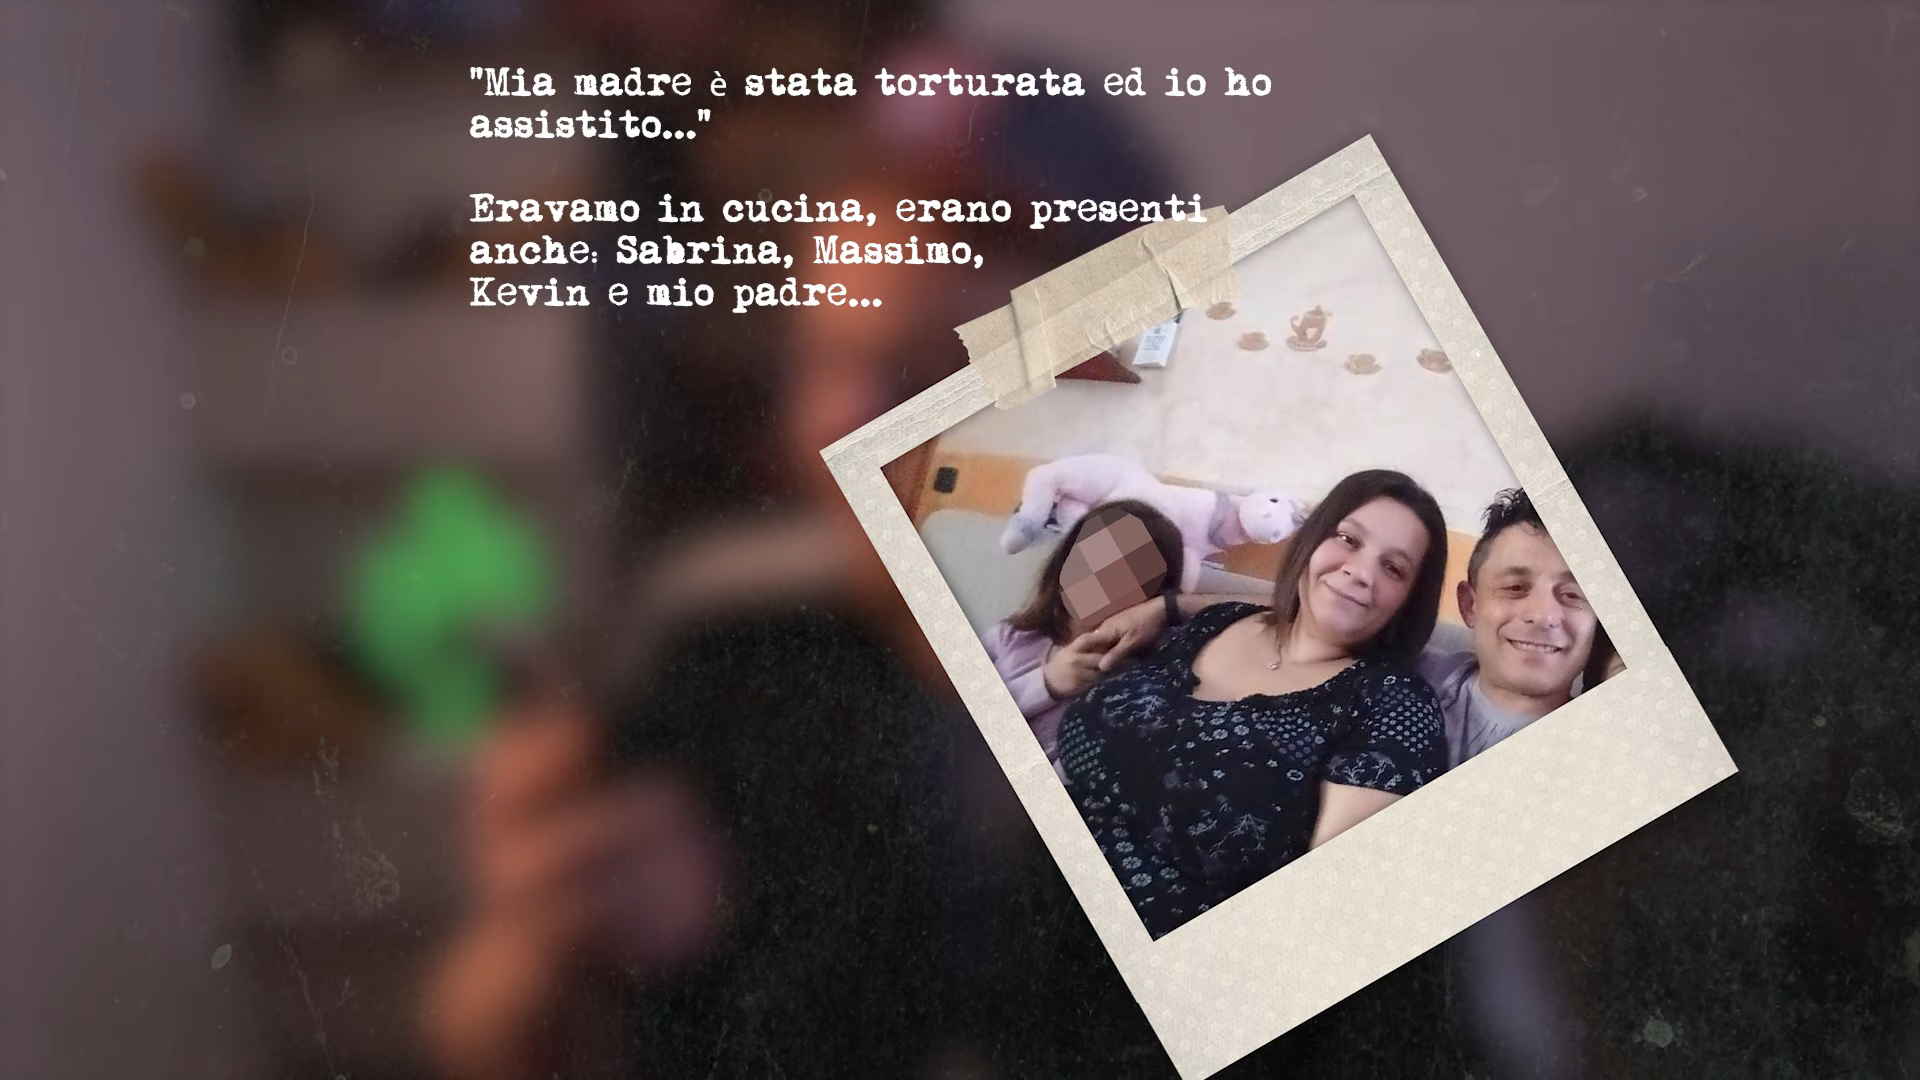 "Mia madre è stata torturata ed io ho
assistito..."
Eravamo in cucina, erano presenti
anche: Sabrina, Massimo,
Kevin e mio padre...